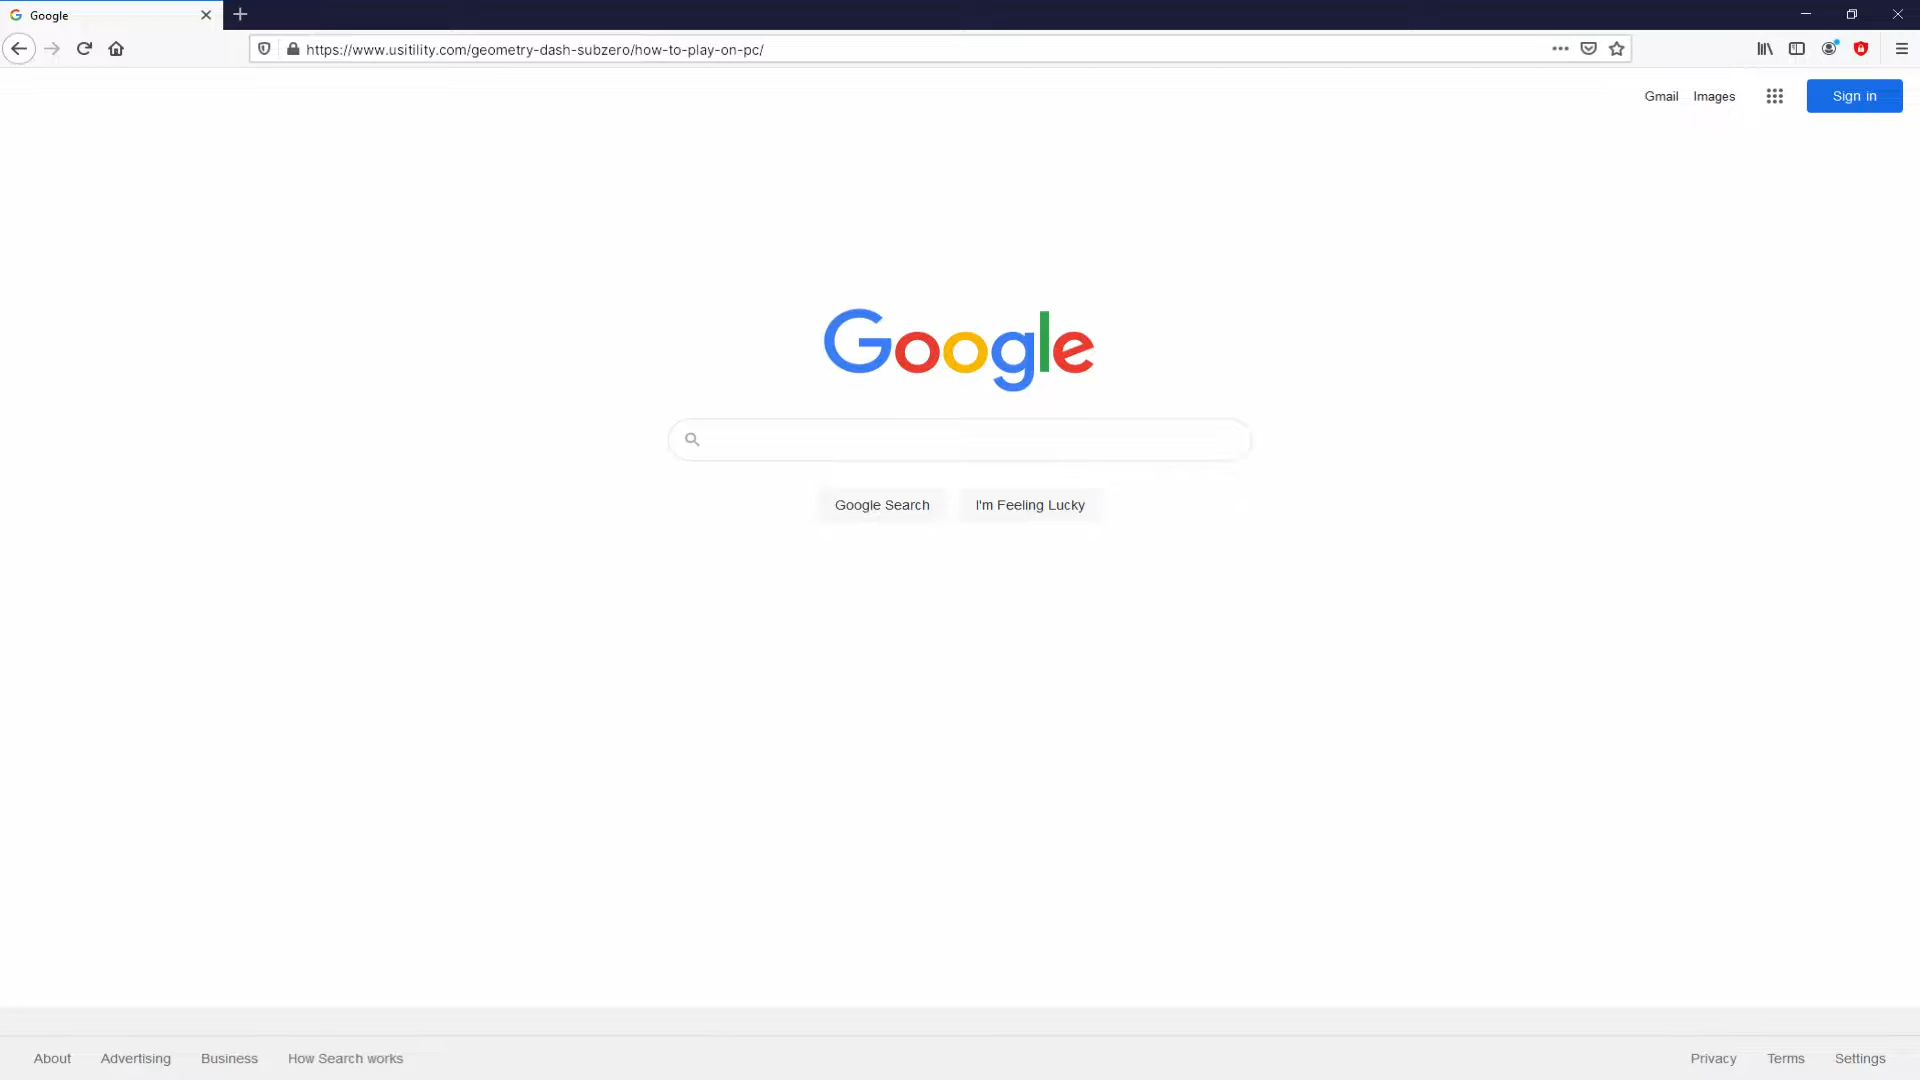 Google
https://www.usitility.com/geometry-dash-subzero/how-to-play-on-pc/
Gmail Images Sign in
Google
Google Search I'm Feeling Lucky
About Advertising Business How Search works Privacy Terms Settings